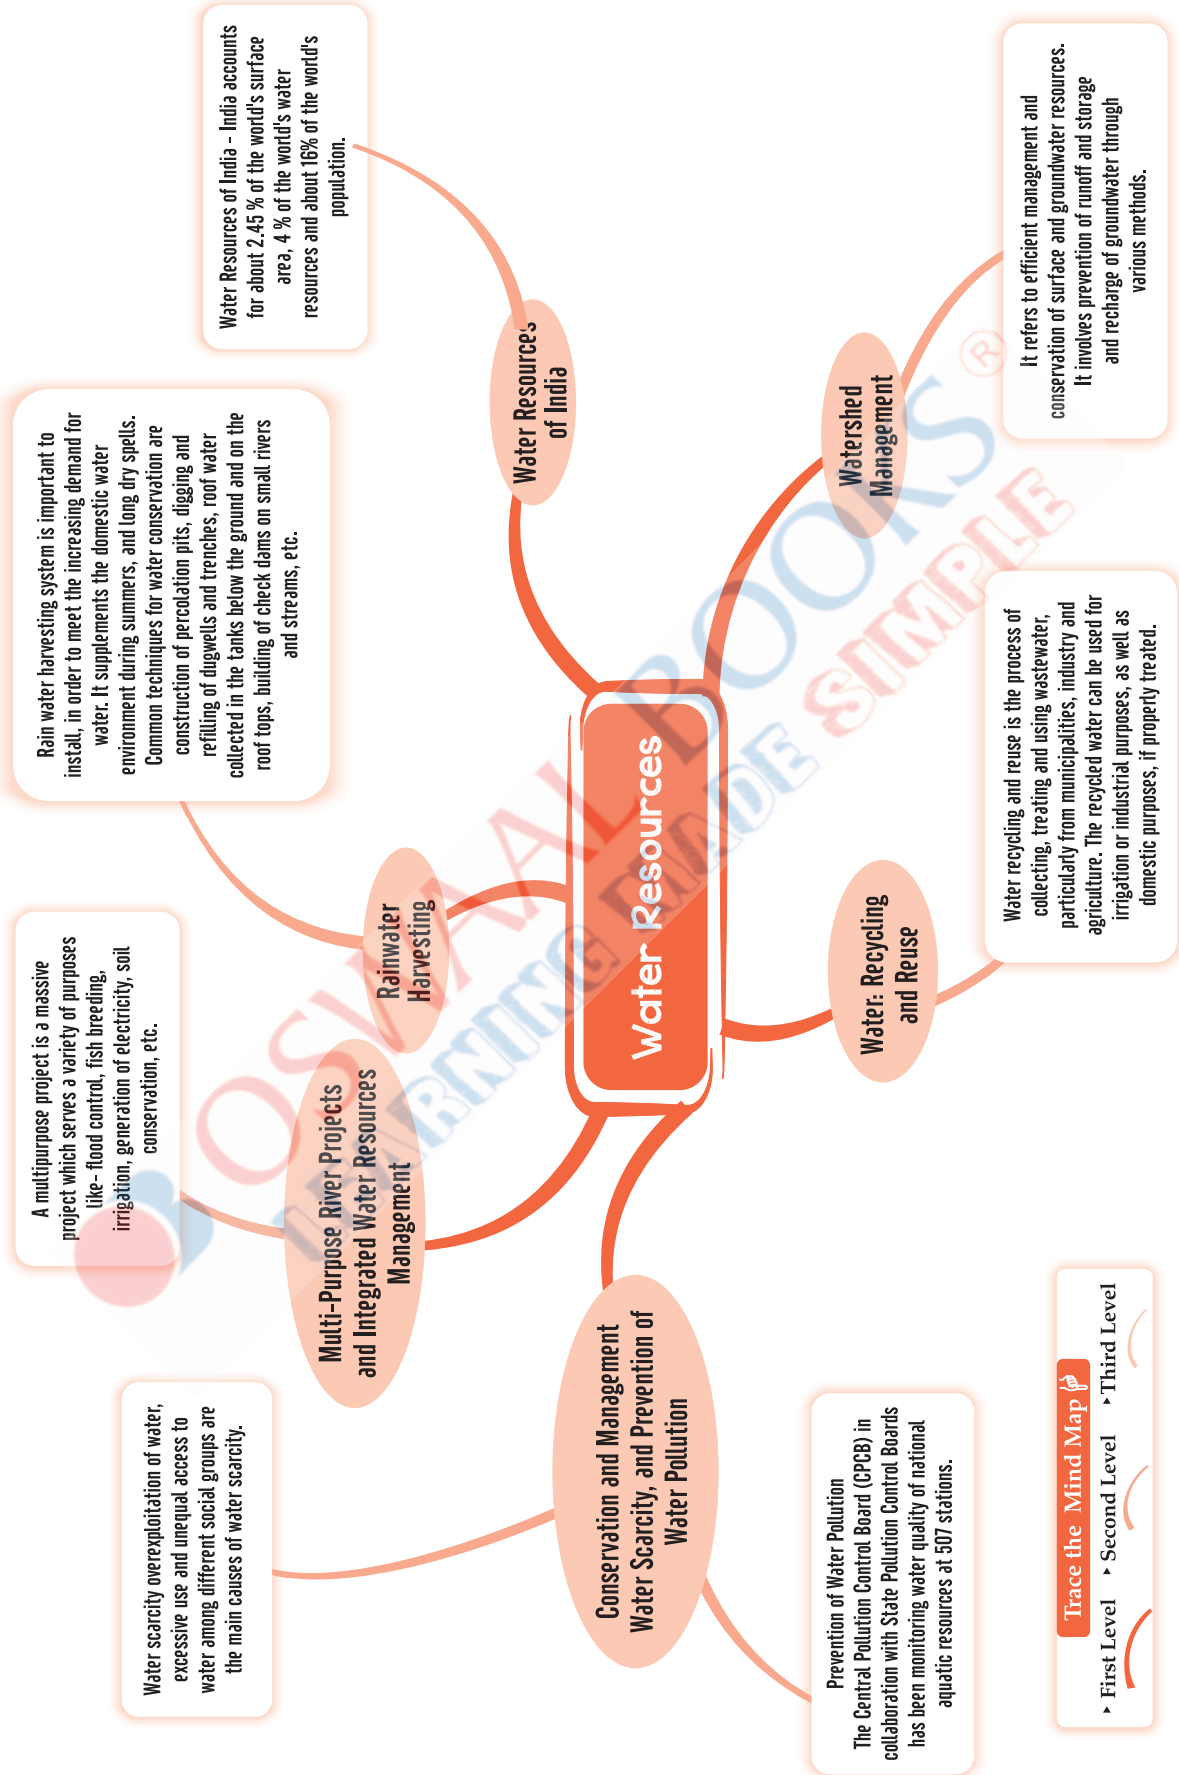 Water Resources
Water Resources
of India
Water Resources of India - India accounts
for about 2.45 % of the world's surface
area, 4 % of the world's water
resources and about 16% of the world's
population.
Watershed
Management
It refers to efficient management and
conservation of surface and groundwater resources.
It involves prevention of runoff and storage
and recharge of groundwater through
various methods.
Rainwater
Harvesting
Rain water harvesting system is important to
install, in order to meet the increasing demand for
water. It supplements the domestic water
environment during summers, and long dry spells.
Common techniques for water conservation are
construction of percolation pits, digging and
refilling of dugwells and trenches, roof water
collected in the tanks below the ground and on the
roof tops, building of check dams on small rivers
and streams, etc.
Water: Recycling
and Reuse
Water recycling and reuse is the process of
collecting, treating and using wastewater,
particularly from municipalities, industry and
agriculture. The recycled water can be used for
irrigation or industrial purposes, as well as
domestic purposes, if properly treated.
Multi-Purpose River Projects
and Integrated Water Resources
Management
A multipurpose project is a massive
project which serves a variety of purposes
like- flood control, fish breeding,
irrigation, generation of electricity, soil
conservation, etc.
Conservation and Management
Water Scarcity, and Prevention of
Water Pollution
Water scarcity overexploitation of water,
excessive use and unequal access to
water among different social groups are
the main causes of water scarcity.
Prevention of Water Pollution
The Central Pollution Control Board (CPCB) in
collaboration with State Pollution Control Boards
has been monitoring water quality of national
aquatic resources at 507 stations.
Trace the Mind Map
First Level
Second Level
Third Level
OSWAAL BOOKS ®
LEARNING MADE SIMPLE